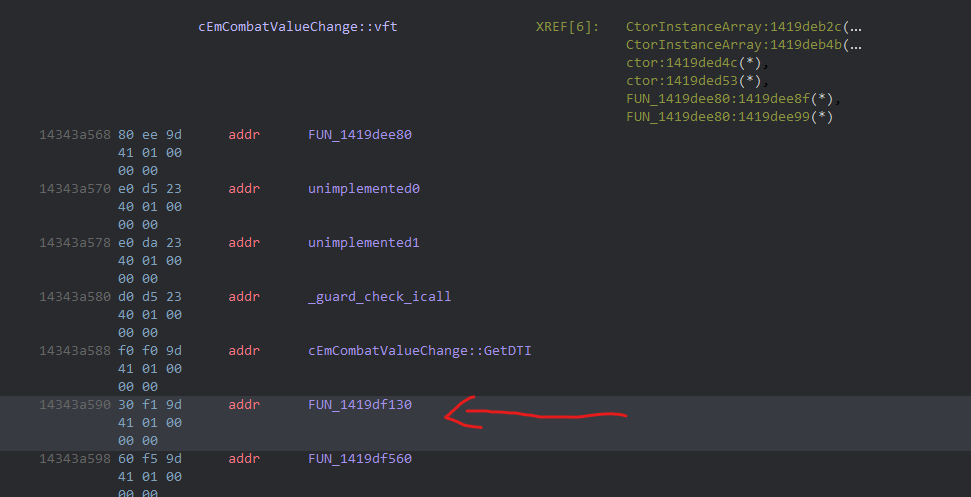 cEmCombatValueChange::vft XREF[6]: CtorInstanceArray:1419deb2c(...
CtorInstanceArray:1419deb4b(...
ctor:1419ded4c(*),
ctor:1419ded53(*),
FUN_1419dee80:1419dee8f(*),
FUN_1419dee80:1419dee99(*)
14343a568 80 ee 9d addr FUN_1419dee80
41 01 00
00 00
14343a570 e0 d5 23 addr unimplemented0
40 01 00
00 00
14343a578 e0 da 23 addr unimplemented1
40 01 00
00 00
14343a580 d0 d5 23 addr _guard_check_icall
40 01 00
00 00
14343a588 f0 f0 9d addr cEmCombatValueChange::GetDTI
41 01 00
00 00
14343a590 30 f1 9d addr FUN_1419df130
41 01 00
00 00
14343a598 60 f5 9d addr FUN_1419df560
41 01 00
00 00